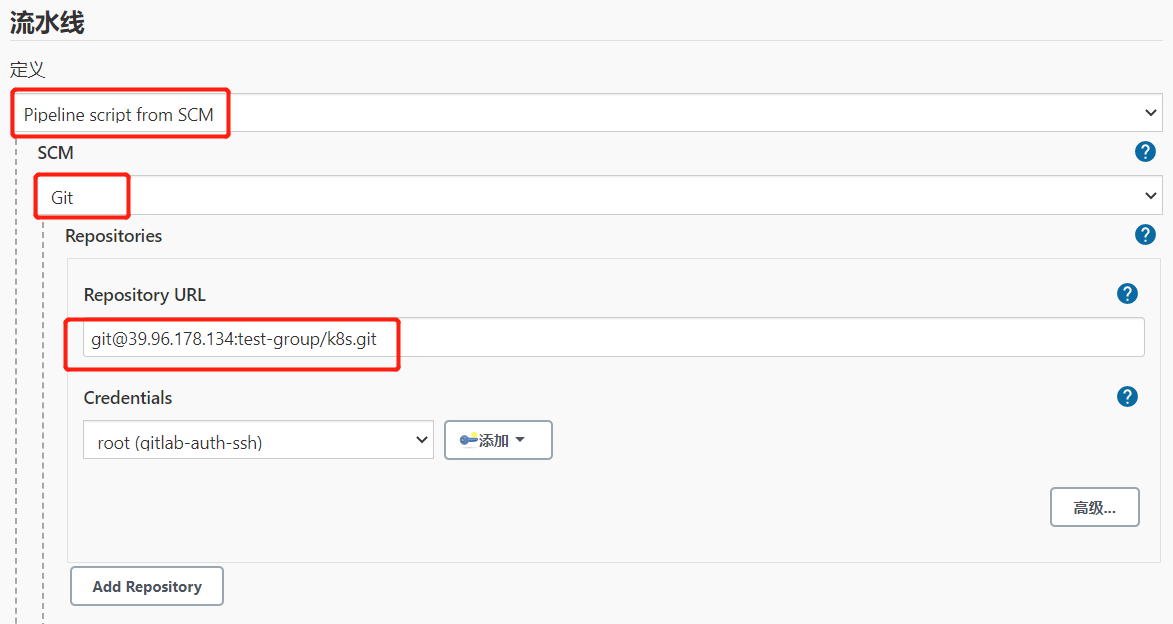 流水线
定义
Pipeline script from SCM
SCM
?
Git
Repositories
?
Repository URL
?
git@39.96.178.134:test-group/k8s.git
Credentials
?
root (gitlab-auth-ssh)
添加
高级...
Add Repository